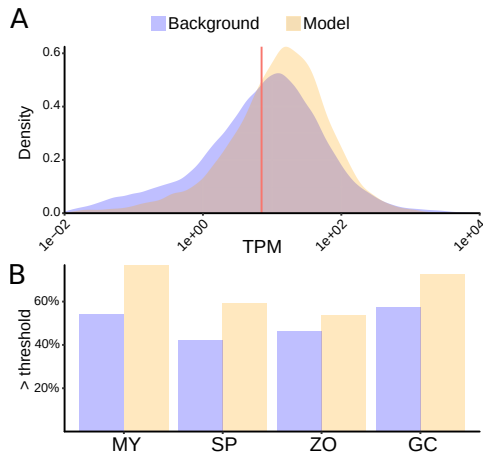 A
Background Model
Density
0.6
0.4
0.2
0.0
1e−02 1e+00 1e+02 1e+04
TPM
B
> threshold
60%
40%
20%
MY SP ZO GC